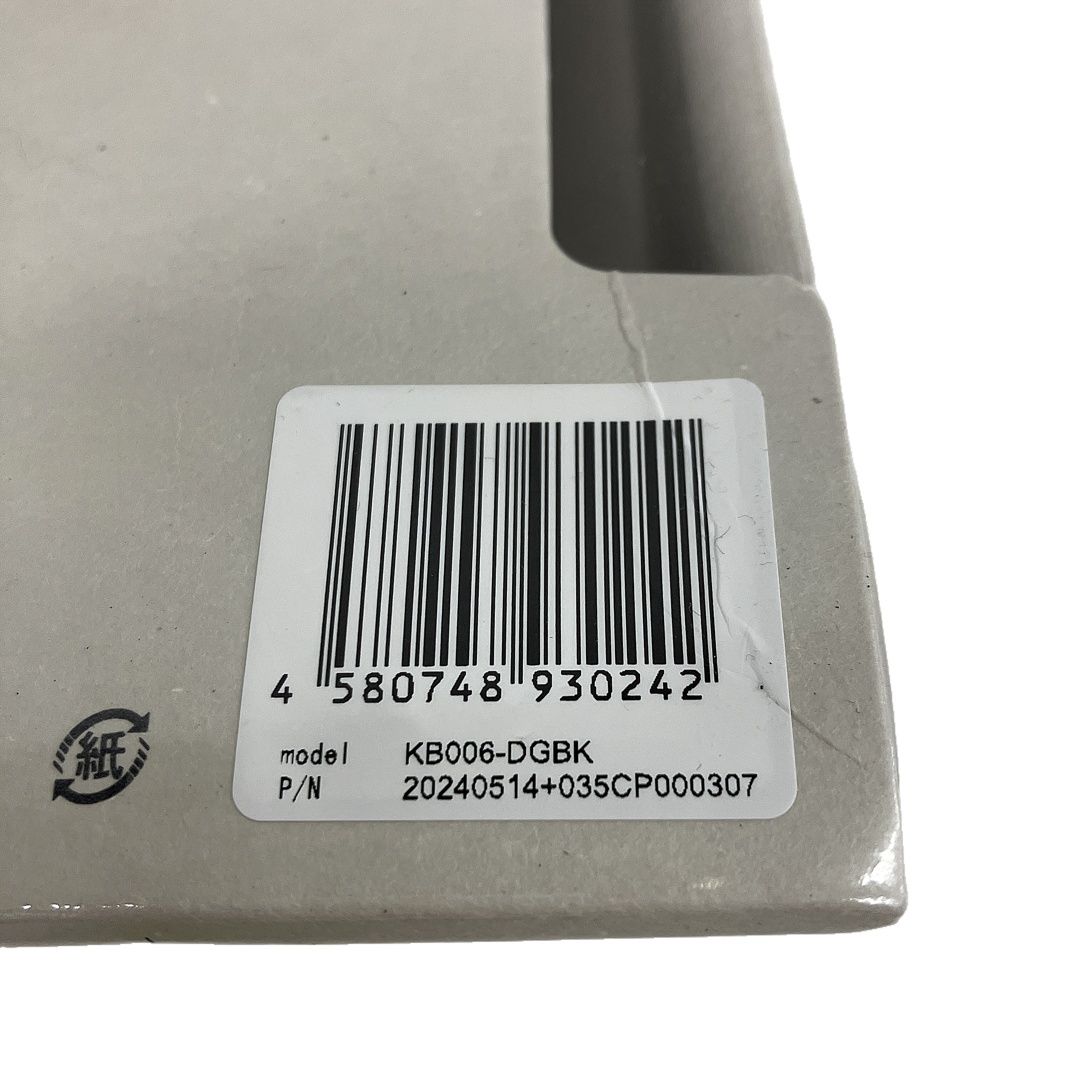 4 580748 930242
紙
model KB006-DGBK
P/N 20240514+035CP000307